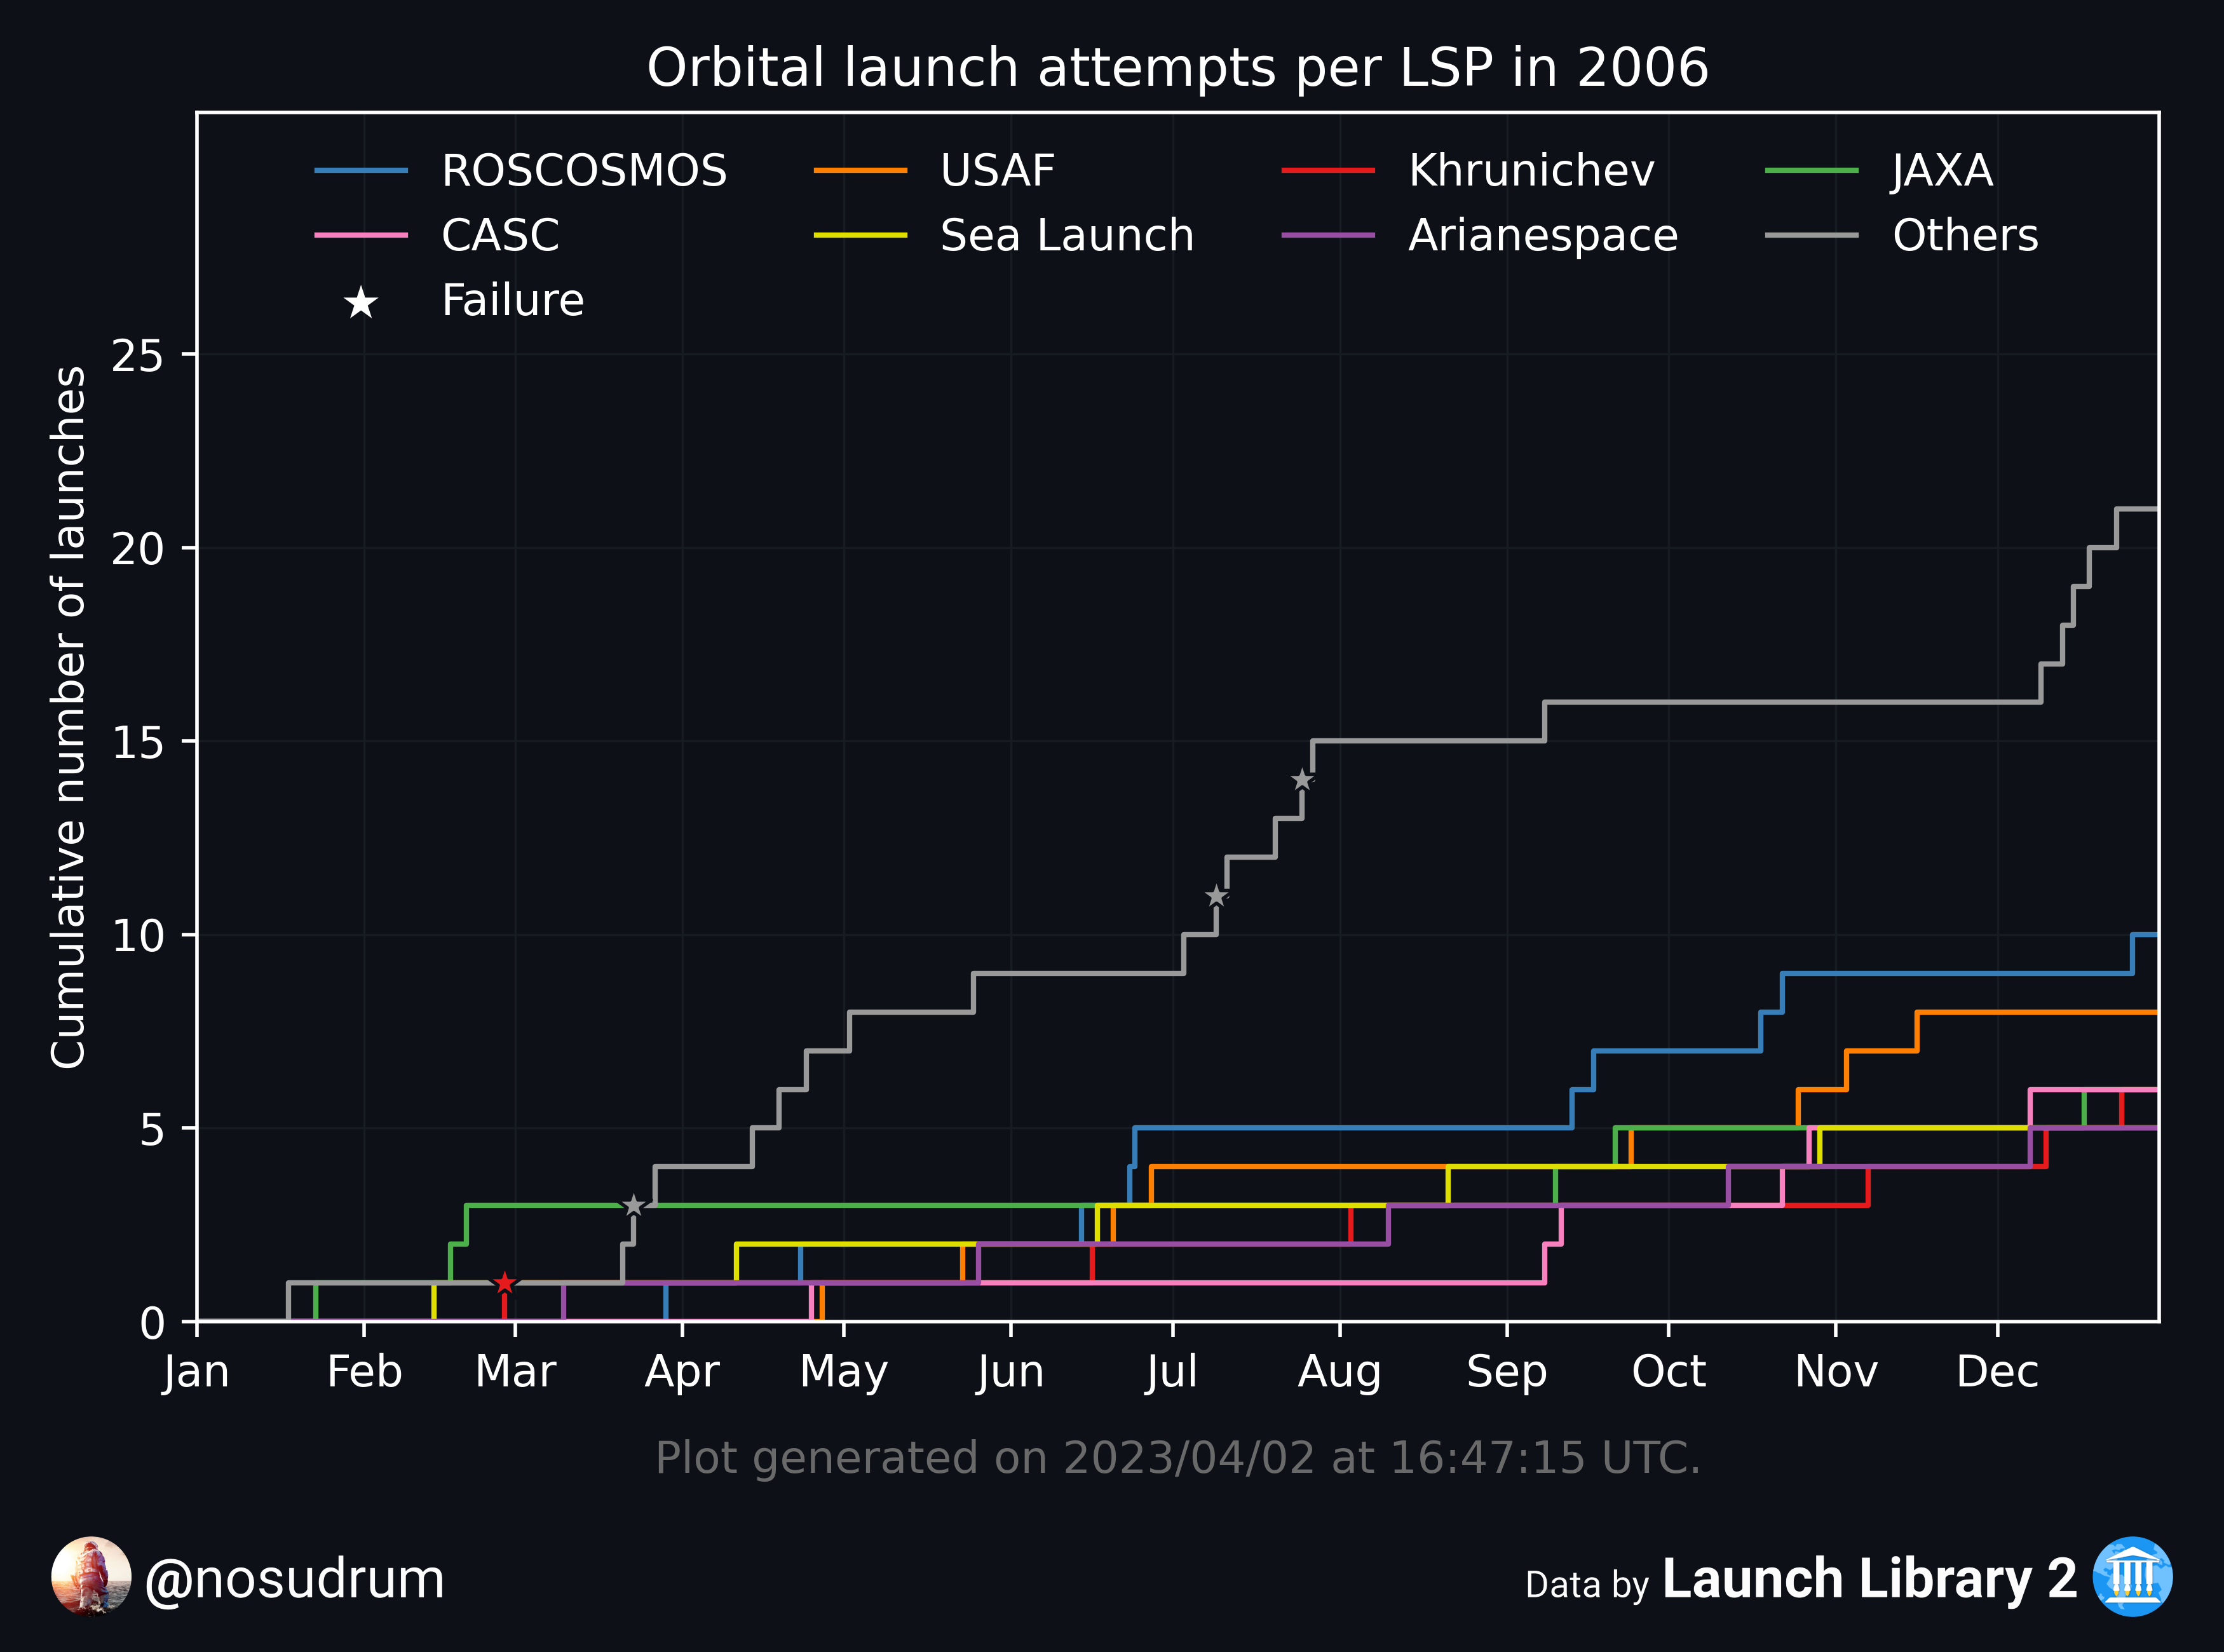 Orbital launch attempts per LSP in 2006
ROSCOSMOS USAF Khrunichev JAXA
CASC Sea Launch Arianespace Others
Failure
Cumulative number of launches
25
20
15
10
5
0
Jan Feb Mar Apr May Jun Jul Aug Sep Oct Nov Dec
Plot generated on 2023/04/02 at 16:47:15 UTC.
@nosudrum
Data by Launch Library 2